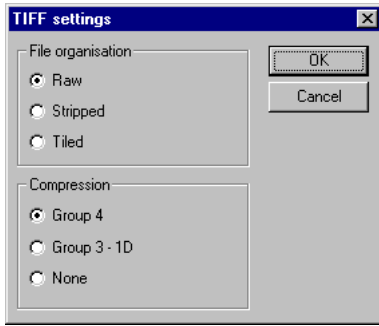 TIFF settings
File organisation
Raw
Stripped
Tiled
OK
Cancel
Compression
Group 4
Group 3 - 1D
None